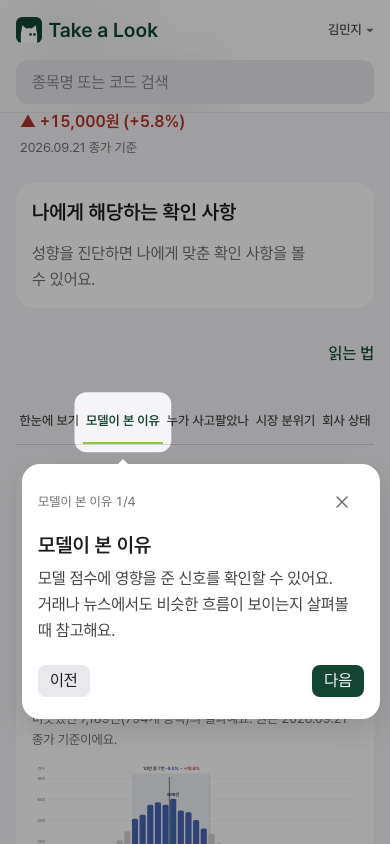 Take a Look
김민지
종목명 또는 코드 검색
▲ +15,000원 (+5.8%)
2026.09.21 종가 기준
나에게 해당하는 확인 사항
성향을 진단하면 나에게 맞춘 확인 사항을 볼
수 있어요.
읽는 법
한눈에 보기 모델이 본 이유 누가 사고팔았나 시장 분위기 회사 상태
모델이 본 이유 1/4
모델이 본 이유
모델 점수에 영향을 준 신호를 확인할 수 있어요.
거래나 뉴스에서도 비슷한 흐름이 보이는지 살펴볼
때 참고해요.
이전
다음
종가 기준이에요.